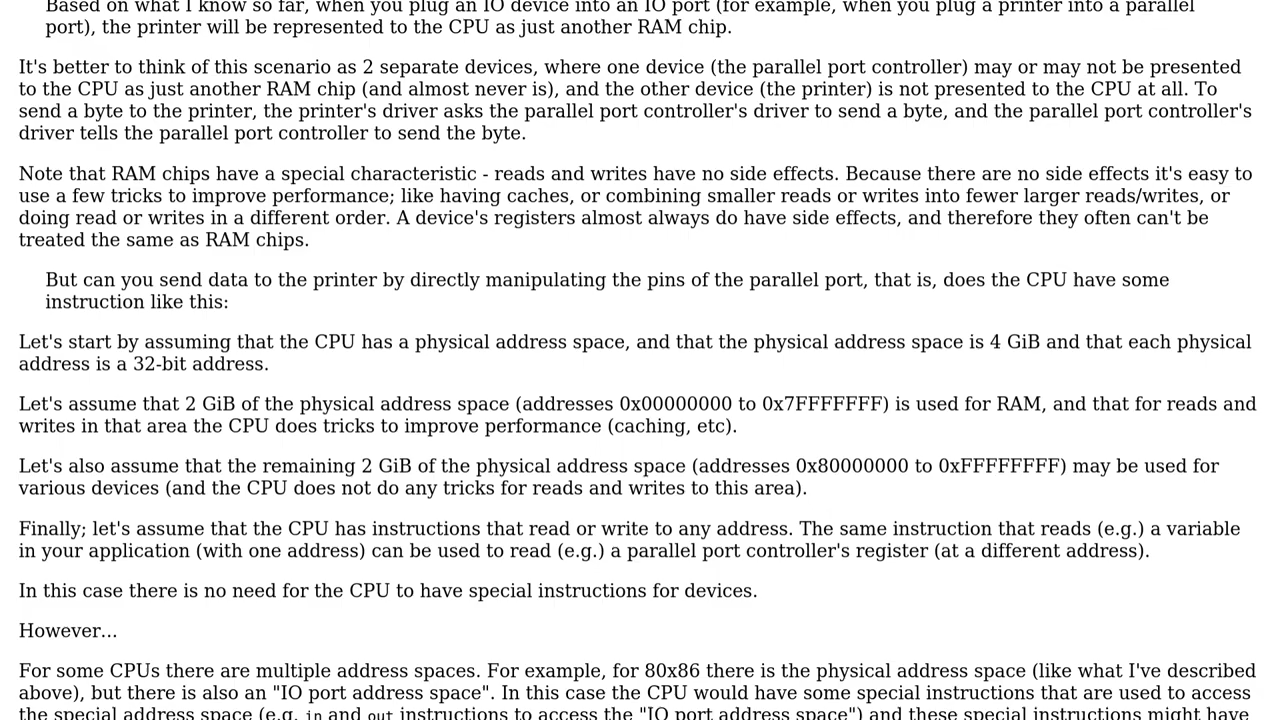 Based on what I know so far, when you plug an IO device into an IO port (for example, when you plug a printer into a parallel
port), the printer will be represented to the CPU as just another RAM chip.
It's better to think of this scenario as 2 separate devices, where one device (the parallel port controller) may or may not be presented
to the CPU as just another RAM chip (and almost never is), and the other device (the printer) is not presented to the CPU at all. To
send a byte to the printer, the printer's driver asks the parallel port controller's driver to send a byte, and the parallel port controller's
driver tells the parallel port controller to send the byte.
Note that RAM chips have a special characteristic - reads and writes have no side effects. Because there are no side effects it's easy to
use a few tricks to improve performance; like having caches, or combining smaller reads or writes into fewer larger reads/writes, or
doing read or writes in a different order. A device's registers almost always do have side effects, and therefore they often can't be
treated the same as RAM chips.
But can you send data to the printer by directly manipulating the pins of the parallel port, that is, does the CPU have some
instruction like this:
Let's start by assuming that the CPU has a physical address space, and that the physical address space is 4 GiB and that each physical
address is a 32-bit address.
Let's assume that 2 GiB of the physical address space (addresses 0x00000000 to 0x7FFFFFFF) is used for RAM, and that for reads and
writes in that area the CPU does tricks to improve performance (caching, etc).
Let's also assume that the remaining 2 GiB of the physical address space (addresses 0x80000000 to 0xFFFFFFFF) may be used for
various devices (and the CPU does not do any tricks for reads and writes to this area).
Finally; let's assume that the CPU has instructions that read or write to any address. The same instruction that reads (e.g.) a variable
in your application (with one address) can be used to read (e.g.) a parallel port controller's register (at a different address).
In this case there is no need for the CPU to have special instructions for devices.
However...
For some CPUs there are multiple address spaces. For example, for 80x86 there is the physical address space (like what I've described
above), but there is also an "IO port address space". In this case the CPU would have some special instructions that are used to access
the special address space (e.g. in and out instructions to access the "IO port address space") and these special instructions might have